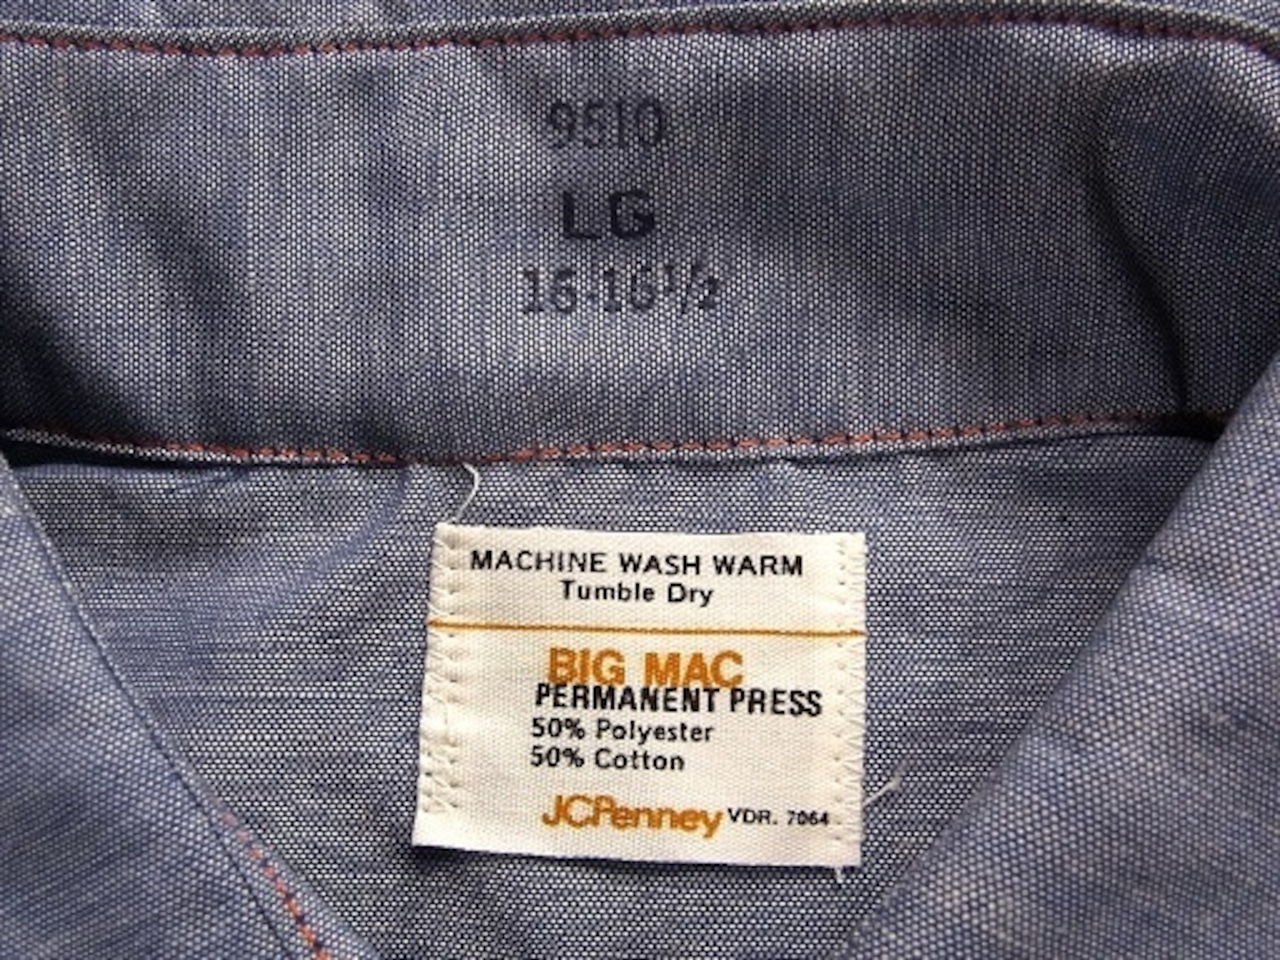 9510
LG
16-16½
MACHINE WASH WARM
Tumble Dry
BIG MAC
PERMANENT PRESS
50% Polyester
50% Cotton
JCPenney VDR. 7064